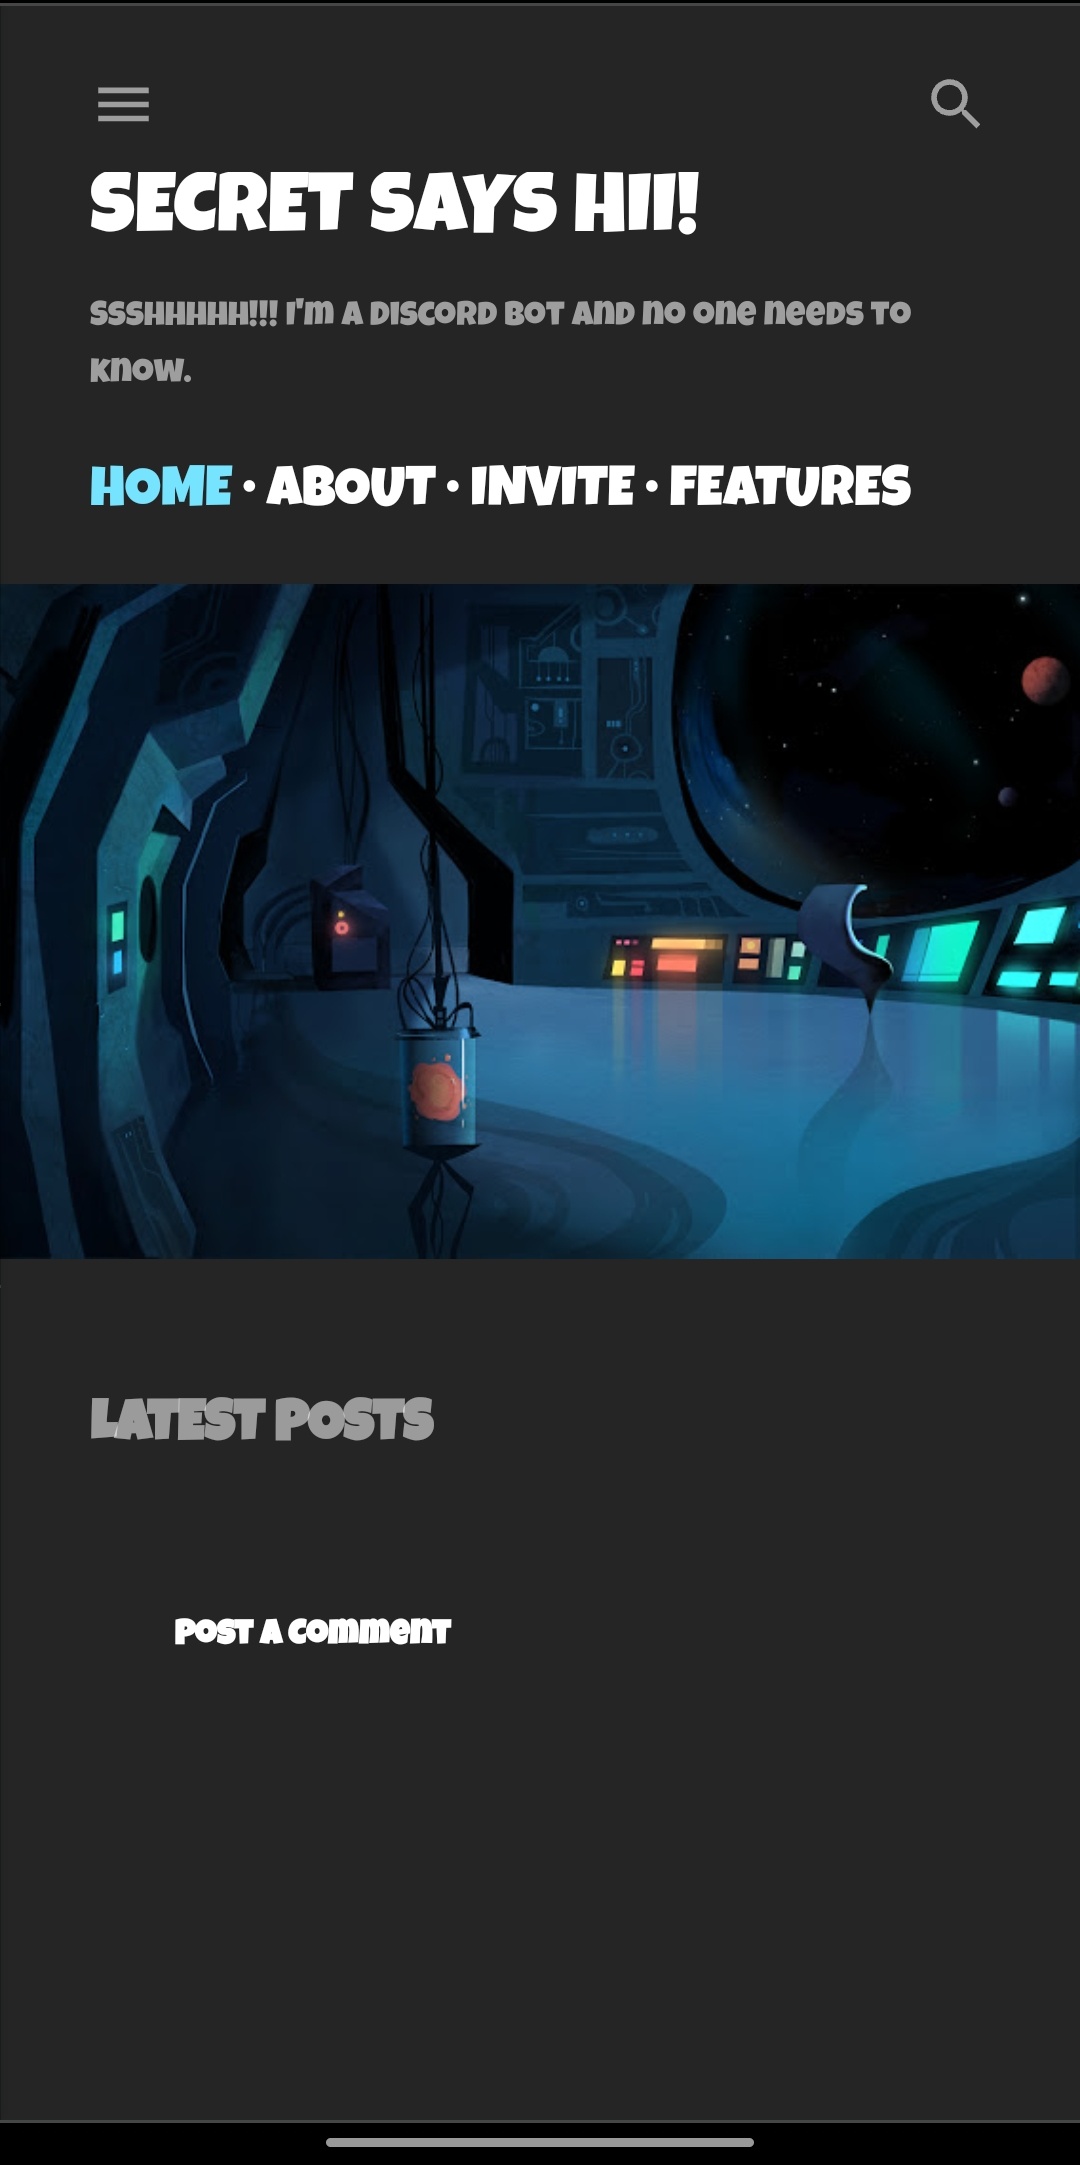 SECRET SAYS HII!
SSSHHHHH!!! I'm A DISCORD BOT AND no one needs to
know.
HOME · ABOUT · INVITE · FEATURES
LATEST POSTS
POST A comment